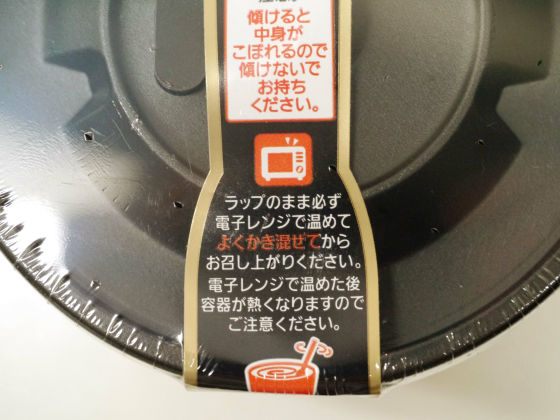 傾けると
中身が
こぼれるので
傾けないで
お持ち
ください。
ラップのまま必ず
電子レンジで温めて
よくかき混ぜてから
お召し上がりください。
電子レンジで温めた後
容器が熱くなりますので
ご注意ください。